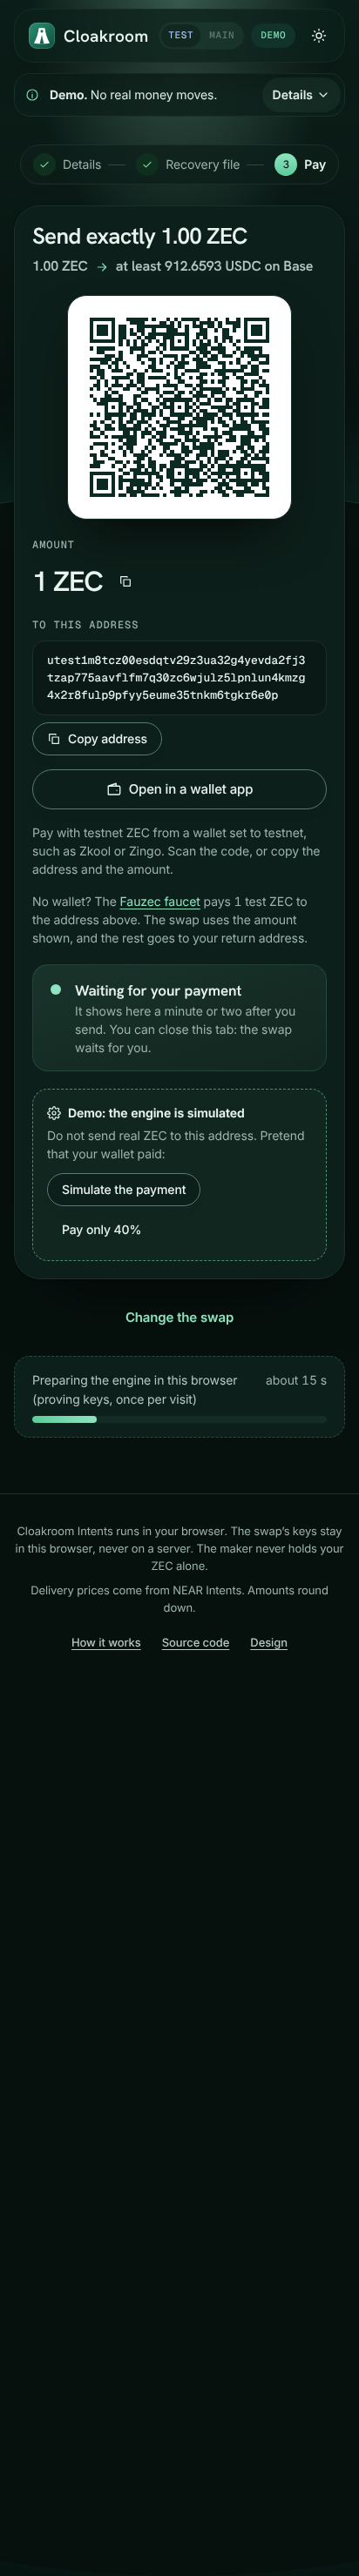 Cloakroom
TEST
MAIN
DEMO
Demo. No real money moves.
Details
Details
Recovery file
3
Pay
Send exactly 1.00 ZEC
1.00 ZEC → at least 912.6593 USDC on Base
AMOUNT
1 ZEC
TO THIS ADDRESS
utest1m8tcz00esdqtv29z3ua32g4yevda2fj3
tzap775aavflfm7q30zc6wjulz5lpnlun4kmzg
4x2r8fulp9pfyy5eume35tnkm6tgkr6e0p
Copy address
Open in a wallet app
Pay with testnet ZEC from a wallet set to testnet,
such as Zkool or Zingo. Scan the code, or copy the
address and the amount.
No wallet? The Fauzec faucet pays 1 test ZEC to
the address above. The swap uses the amount
shown, and the rest goes to your return address.
Waiting for your payment
It shows here a minute or two after you
send. You can close this tab: the swap
waits for you.
Demo: the engine is simulated
Do not send real ZEC to this address. Pretend
that your wallet paid:
Simulate the payment
Pay only 40%
Change the swap
Preparing the engine in this browser
(proving keys, once per visit)
about 15 s
Cloakroom Intents runs in your browser. The swap's keys stay
in this browser, never on a server. The maker never holds your
ZEC alone.
Delivery prices come from NEAR Intents. Amounts round
down.
How it works
Source code
Design